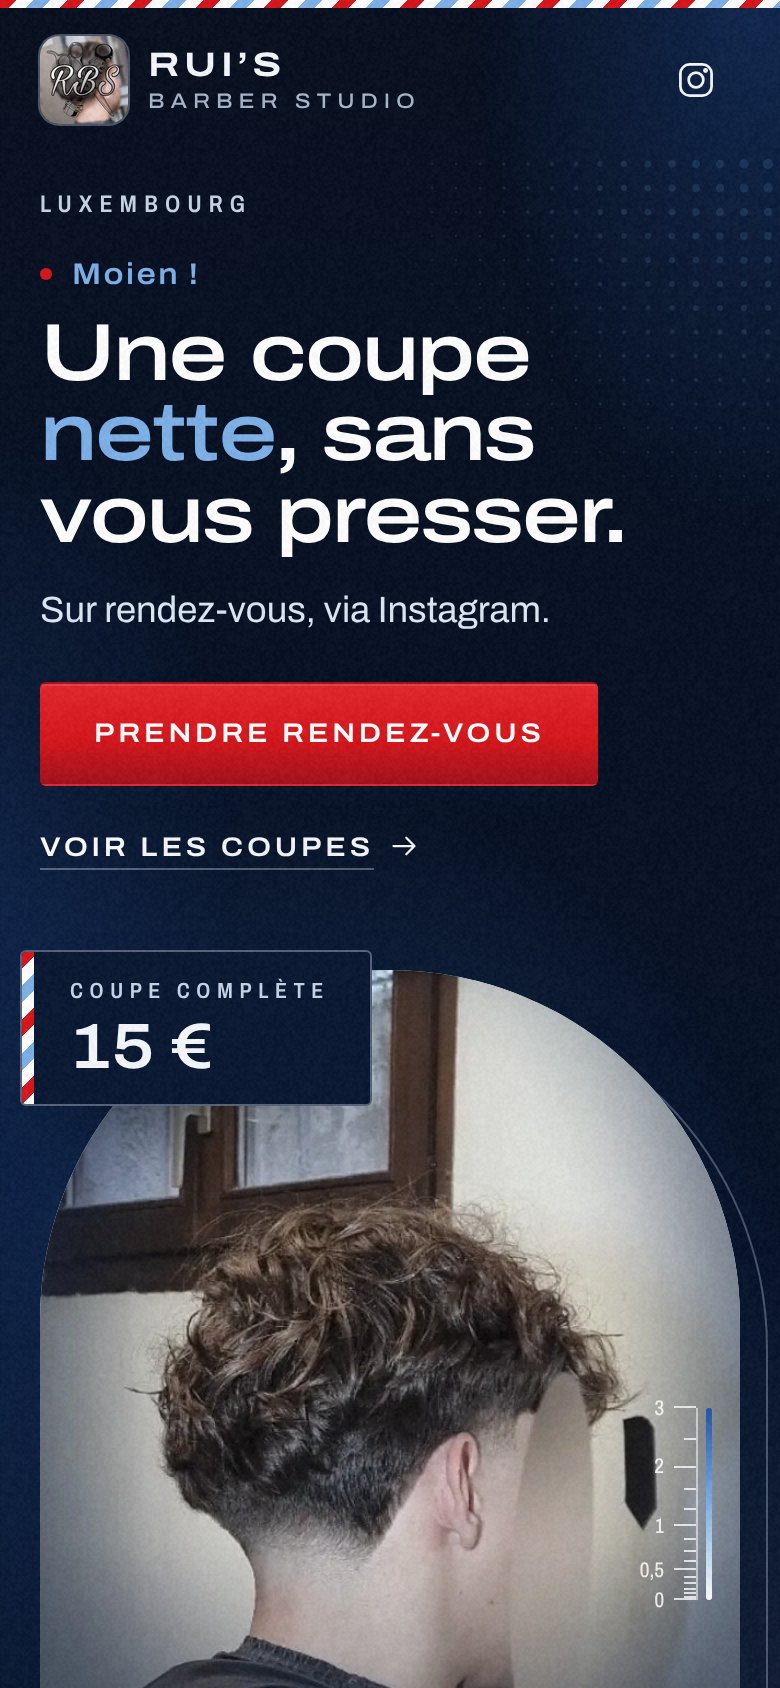 RBS
RUI’S
BARBER STUDIO
LUXEMBOURG
Moien !
Une coupe
nette, sans
vous presser.
Sur rendez-vous, via Instagram.
PRENDRE RENDEZ-VOUS
VOIR LES COUPES →
COUPE COMPLÈTE
15 €
3
2
1
0,5
0